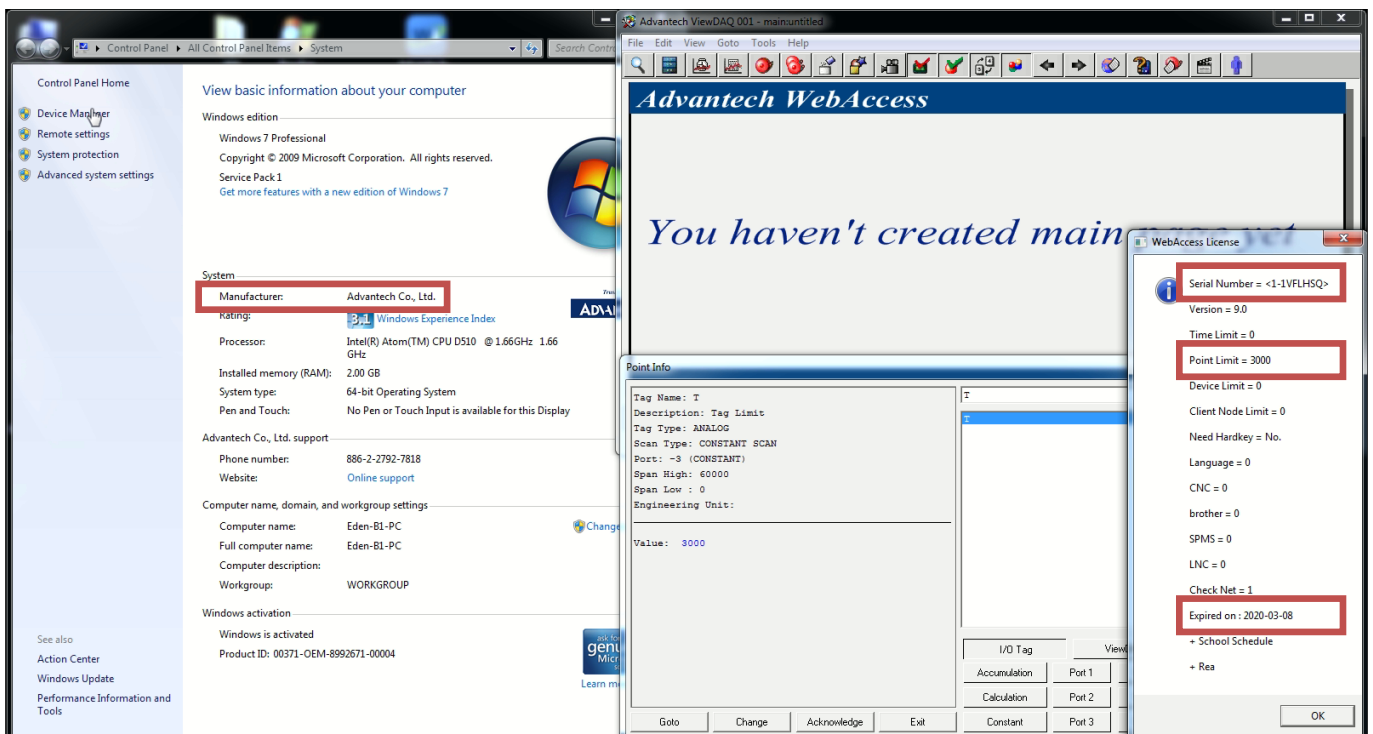 Control Panel
All Control Panel Items
System
Search Contro
Control Panel Home
Device Manager
Remote settings
System protection
Advanced system settings
See also
Action Center
Windows Update
Performance Information and
Tools
View basic information about your computer
Windows edition
Windows 7 Professional
Copyright © 2009 Microsoft Corporation. All rights reserved.
Service Pack 1
Get more features with a new edition of Windows 7
System
Manufacturer: Advantech Co., Ltd.
Rating: 3.1 Windows Experience Index
Processor: Intel(R) Atom(TM) CPU D510 @ 1.66GHz 1.66
GHz
Installed memory (RAM): 2.00 GB
System type: 64-bit Operating System
Pen and Touch: No Pen or Touch Input is available for this Display
Advantech Co., Ltd. support
Phone number: 886-2-2792-7818
Website: Online support
Computer name, domain, and workgroup settings
Computer name: Eden-B1-PC
Change
Full computer name: Eden-B1-PC
Computer description:
Workgroup: WORKGROUP
Windows activation
Windows is activated
Product ID: 00371-OEM-8992671-00004
ask for
genu
Micr
Learn m
Advantech ViewDAQ 001 - main:untitled
File Edit View Goto Tools Help
Advantech WebAccess
You haven't created main page yet
Point Info
Tag Name: T
Description: Tag Limit
Tag Type: ANALOG
Scan Type: CONSTANT SCAN
Port: -3 (CONSTANT)
Span High: 60000
Span Low : 0
Engineering Unit:
Value: 3000
T
T
I/O Tag
Accumulation Port 1
Calculation Port 2
Constant Port 3
Goto Change Acknowledge Exit
WebAccess License
Serial Number = <1-1VFLHSQ>
Version = 9.0
Time Limit = 0
Point Limit = 3000
Device Limit = 0
Client Node Limit = 0
Need Hardkey = No.
Language = 0
CNC = 0
brother = 0
SPMS = 0
LNC = 0
Check Net = 1
Expired on : 2020-03-08
+ School Schedule
+ Rea
OK